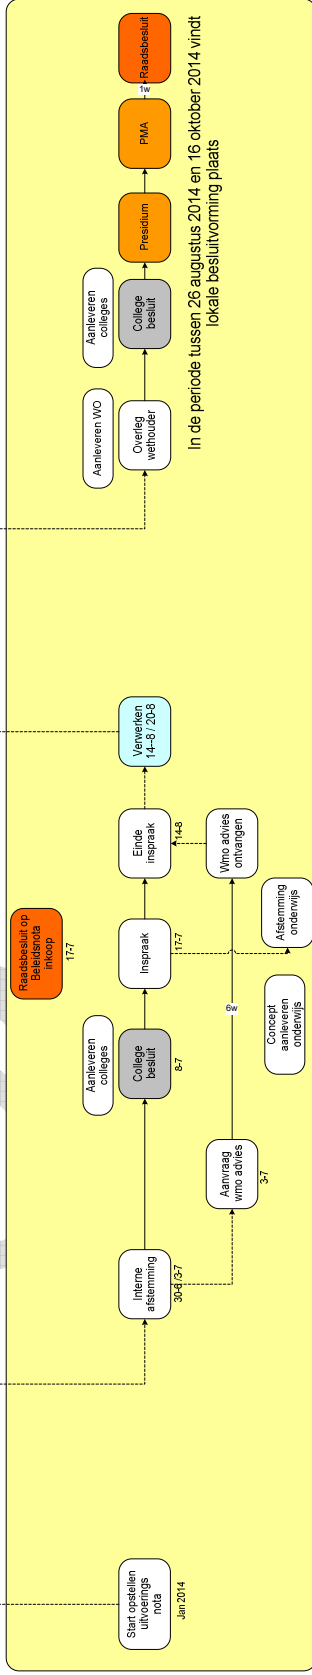 Start opstellen
uitvoerings
nota
Jan 2014
Interne
afstemming
30-6 /3-7
Aanvraag
wmo advies
3-7
Aanleveren
colleges
College
besluit
8-7
6w
Raadsbesluit op
Beleidsnota
inkoop
17-7
Inspraak
17-7
Concept
aanleveren
onderwijs
Afstemming
onderwijs
Einde
inspraak
14-8
Wmo advies
ontvangen
Verwerken
14--8 / 20-8
Aanleveren WO
Overleg
wethouder
Aanleveren
colleges
College
besluit
Presidium
PMA
1w
Raadsbesluit
In de periode tussen 26 augustus 2014 en 16 oktober 2014 vindt
lokale besluitvorming plaats